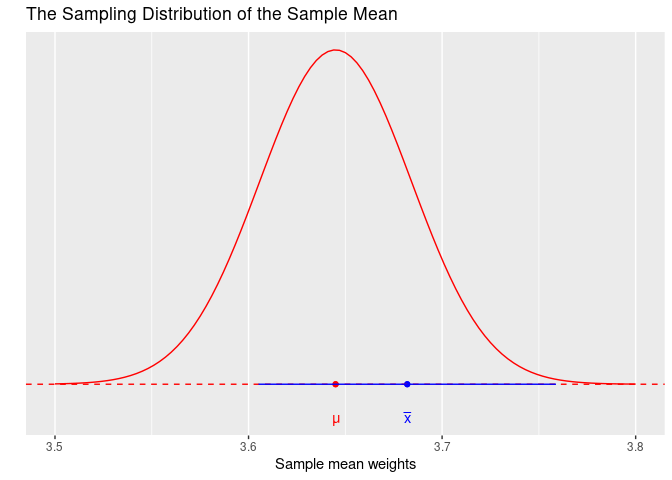 The Sampling Distribution of the Sample Mean
μ x̅
3.5 3.6 3.7 3.8
Sample mean weights